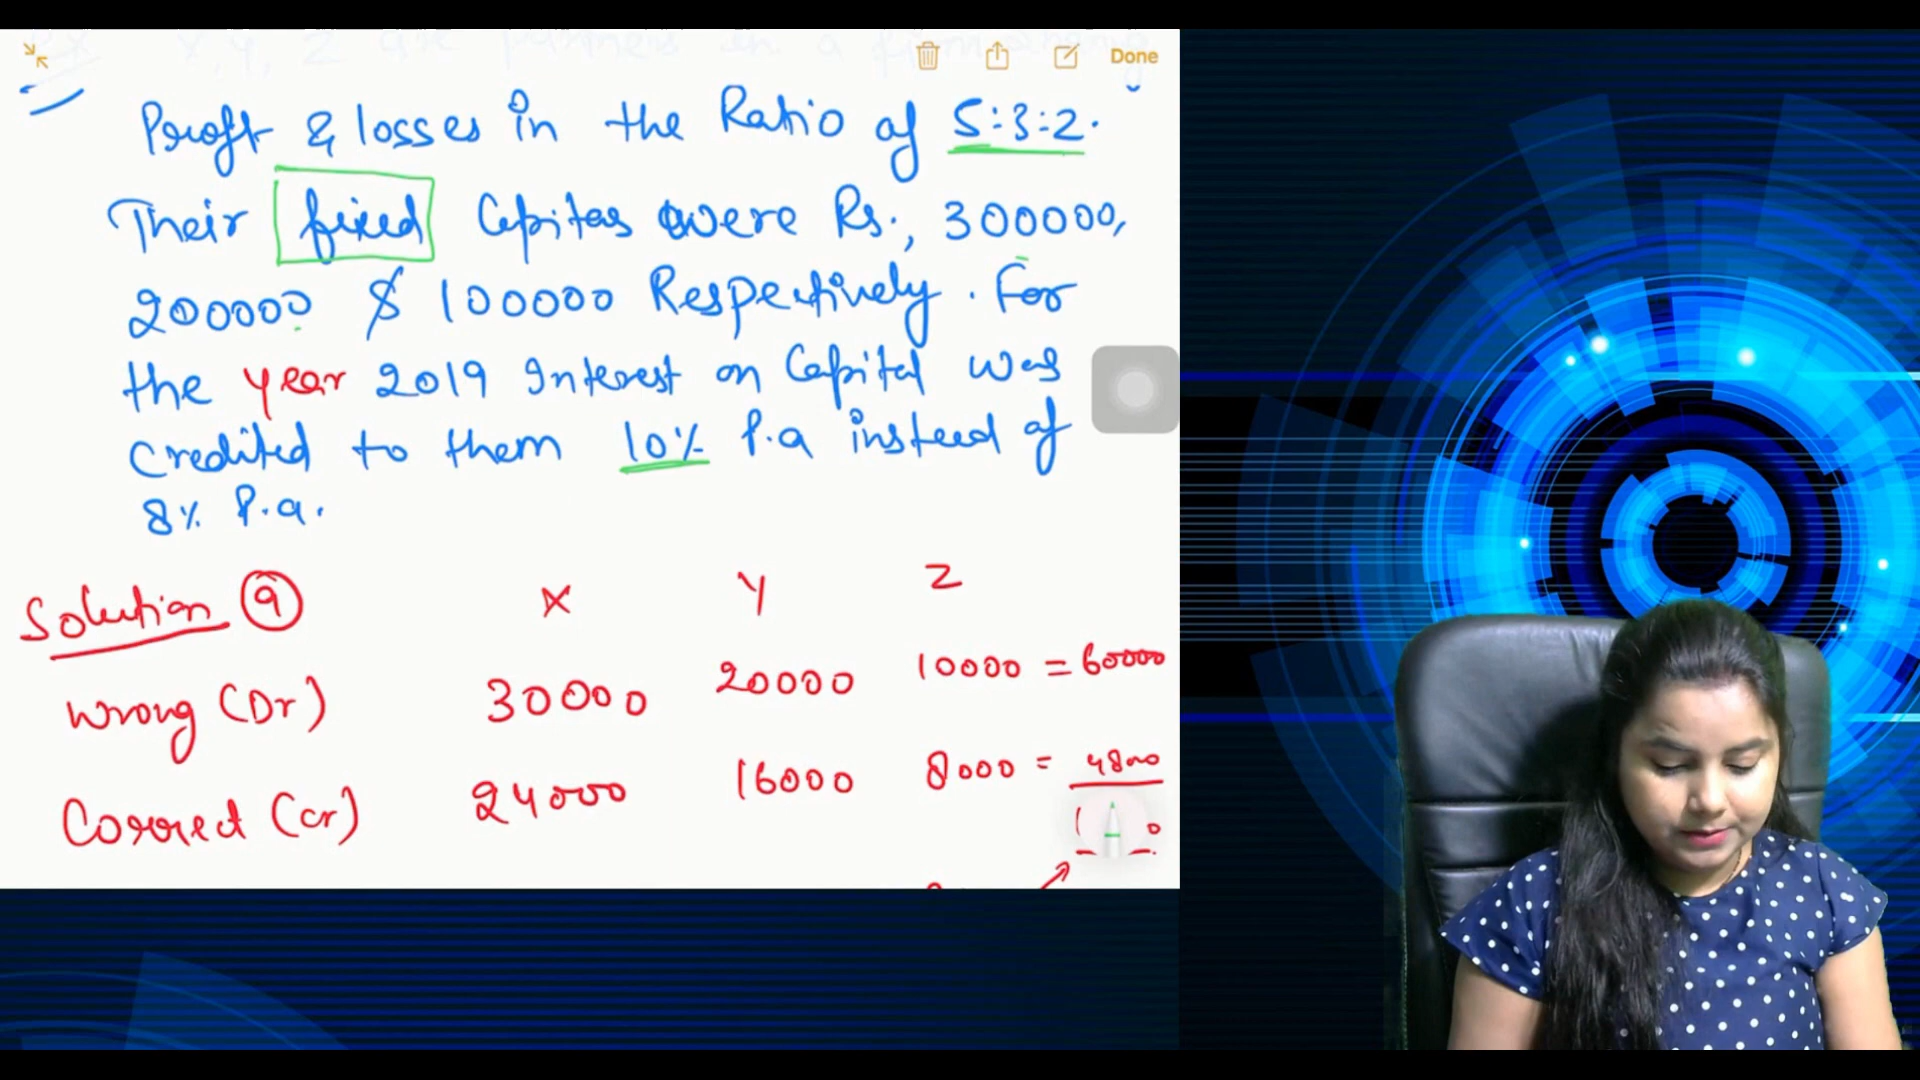 Done
Profit & losses in the Ratio of 5:3:2.
Their fixed Capitals were Rs., 300000,
200000 & 100000 Respectively. For
the year 2019 Interest on Capital was
credited to them 10% P.a instead of
8% P.a.
Solution (a) X Y Z
Wrong (Dr) 30000 20000 10000 = 60000
Correct (cr) 24000 16000 8000 = 48000